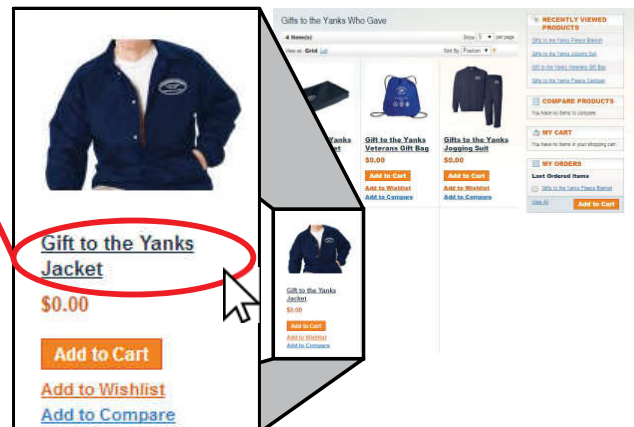 Gift to the Yanks
Jacket
$0.00
Add to Cart
Add to Wishlist
Add to Compare
Gifts to the Yanks Who Gave
4 Item(s)
Show 5 per page
View as: Grid List
Sort By Position
Yanks
Gift to the Yanks
Veterans Gift Bag
$0.00
Add to Cart
Add to Wishlist
Add to Compare
Gifts to the Yanks
Jogging Suit
$0.00
Add to Cart
Add to Wishlist
Add to Compare
Gift to the Yanks
Jacket
$0.00
Add to Cart
Add to Wishlist
Add to Compare
RECENTLY VIEWED
PRODUCTS
Gifts to the Yanks Fleece Blanket
Gifts to the Yanks Jogging Suit
Gift to the Yanks Veterans Gift Bag
COMPARE PRODUCTS
You have no items to compare.
MY CART
You have no items in your shopping cart.
MY ORDERS
Last Ordered Items
Gifts to the Yanks Fleece Blanket
View All
Add to Cart